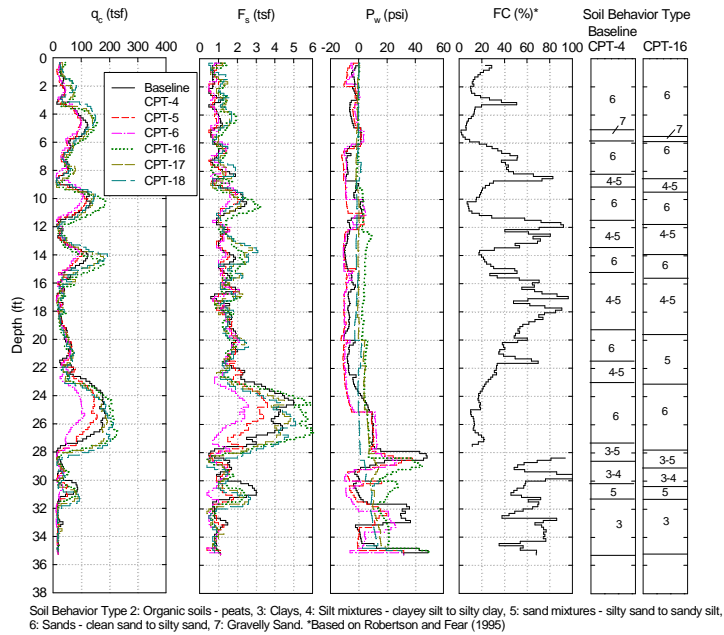 q_c (tsf)
F_s (tsf)
P_w (psi)
FC (%)*
Soil Behavior Type
Baseline
CPT-4
CPT-16
0 100 200 300 400
0 1 2 3 4 5 6
-20 0 20 40 60
0 20 40 60 80 100
Depth (ft)
0
2
4
6
8
10
12
14
16
18
20
22
24
26
28
30
32
34
36
38
Baseline
CPT-4
CPT-5
CPT-6
CPT-16
CPT-17
CPT-18
6
7
6
4-5
6
4-5
6
4-5
6
4-5
6
3-5
3-4
5
3
6
7
6
4-5
6
4-5
6
4-5
5
6
3-5
3-4
5
3
Soil Behavior Type 2: Organic soils - peats, 3: Clays, 4: Silt mixtures - clayey silt to silty clay, 5: sand mixtures - silty sand to sandy silt,
6: Sands - clean sand to silty sand, 7: Gravelly Sand. *Based on Robertson and Fear (1995)